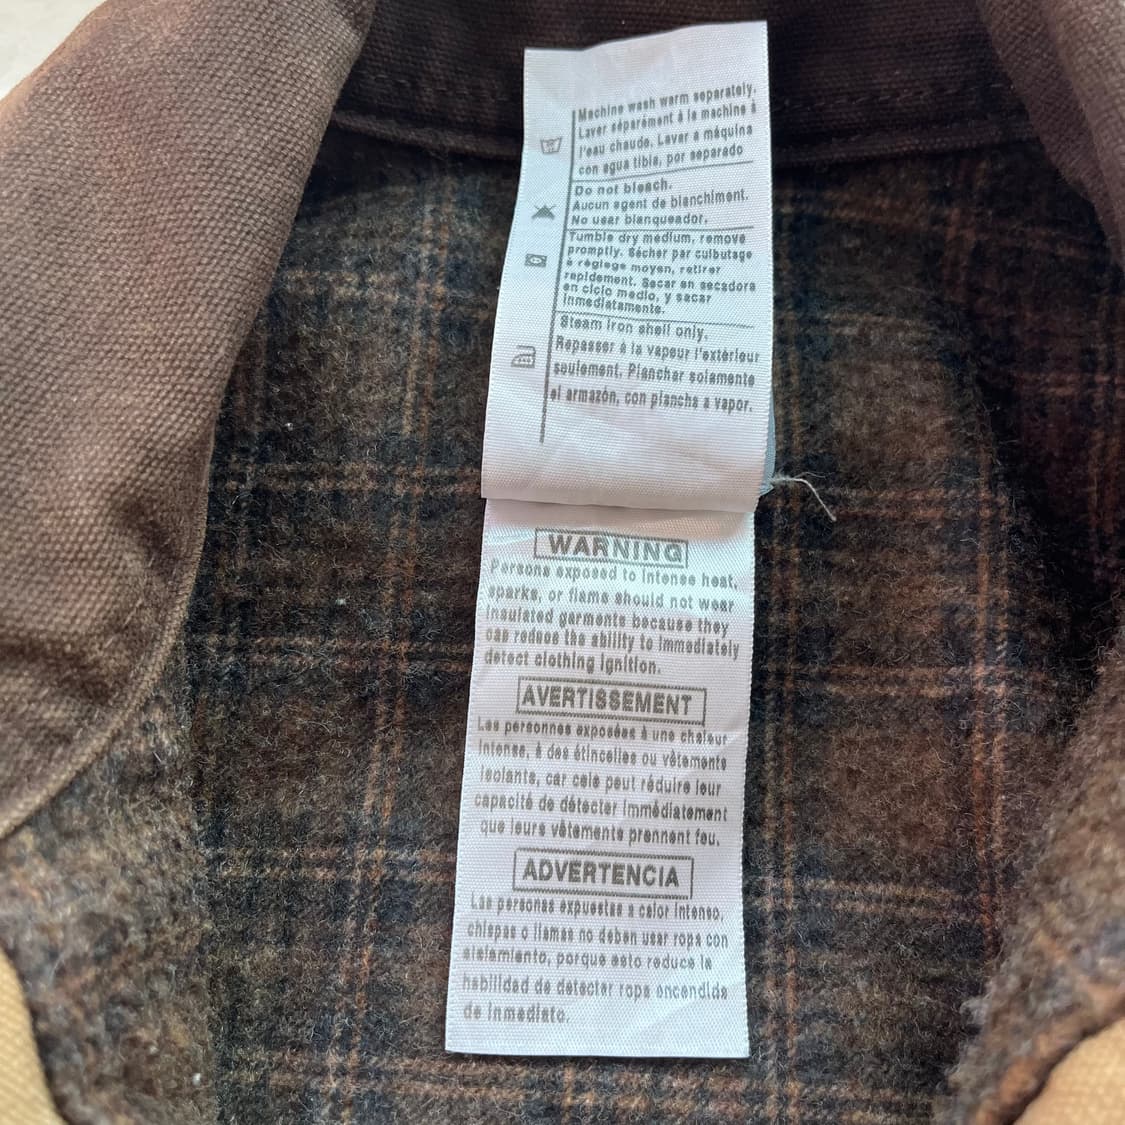 Machine wash warm separately.
Laver séparément à la machine à
l'eau chaude. Lavar a máquina
con agua tibia, por separado
Do not bleach.
Aucun agent de blanchiment.
No usar blanqueador.
Tumble dry medium, remove
promptly. Sécher par culbutage
à réglage moyen, retirer
rapidement. Secar en secadora
en ciclo medio, y sacar
inmediatamente.
Steam iron shell only.
Repasser à la vapeur l'extérieur
seulement. Planchar solamente
el armazón, con plancha a vapor.
WARNING
Persons exposed to intense heat,
sparks, or flame should not wear
insulated garments because they
can reduce the ability to immediately
detect clothing ignition.
AVERTISSEMENT
Les personnes exposées à une chaleur
intense, à des étincelles ou vêtements
isolants, car cela peut réduire leur
capacité de détecter immédiatement
que leurs vêtements prennent feu.
ADVERTENCIA
Las personas expuestas a calor intenso,
chispas o llamas no deben usar ropa con
aislamiento, porque esto reduce la
habilidad de detectar ropa encendida
de inmediato.